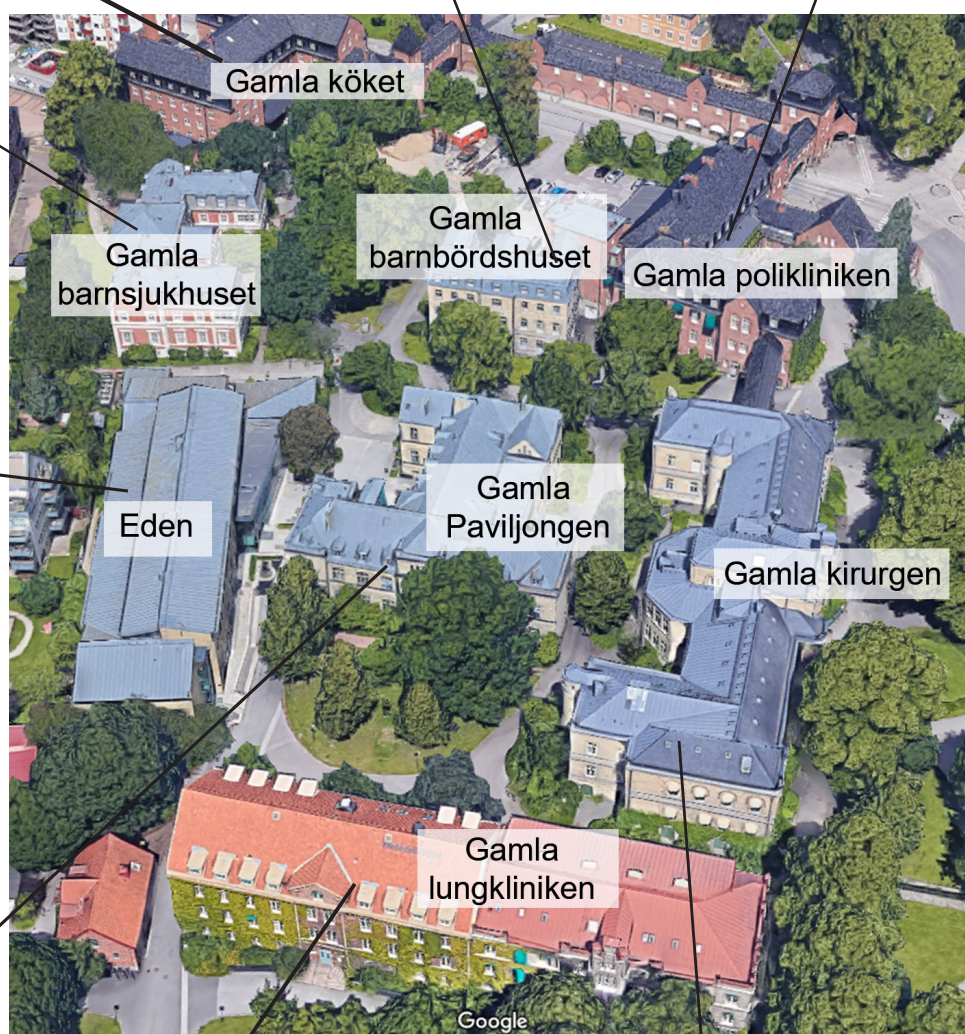 Gamla köket
Gamla
barnbördshuset
Gamla
barnsjukhuset
Gamla polikliniken
Gamla
Paviljongen
Eden
Gamla kirurgen
Gamla
lungkliniken
Google